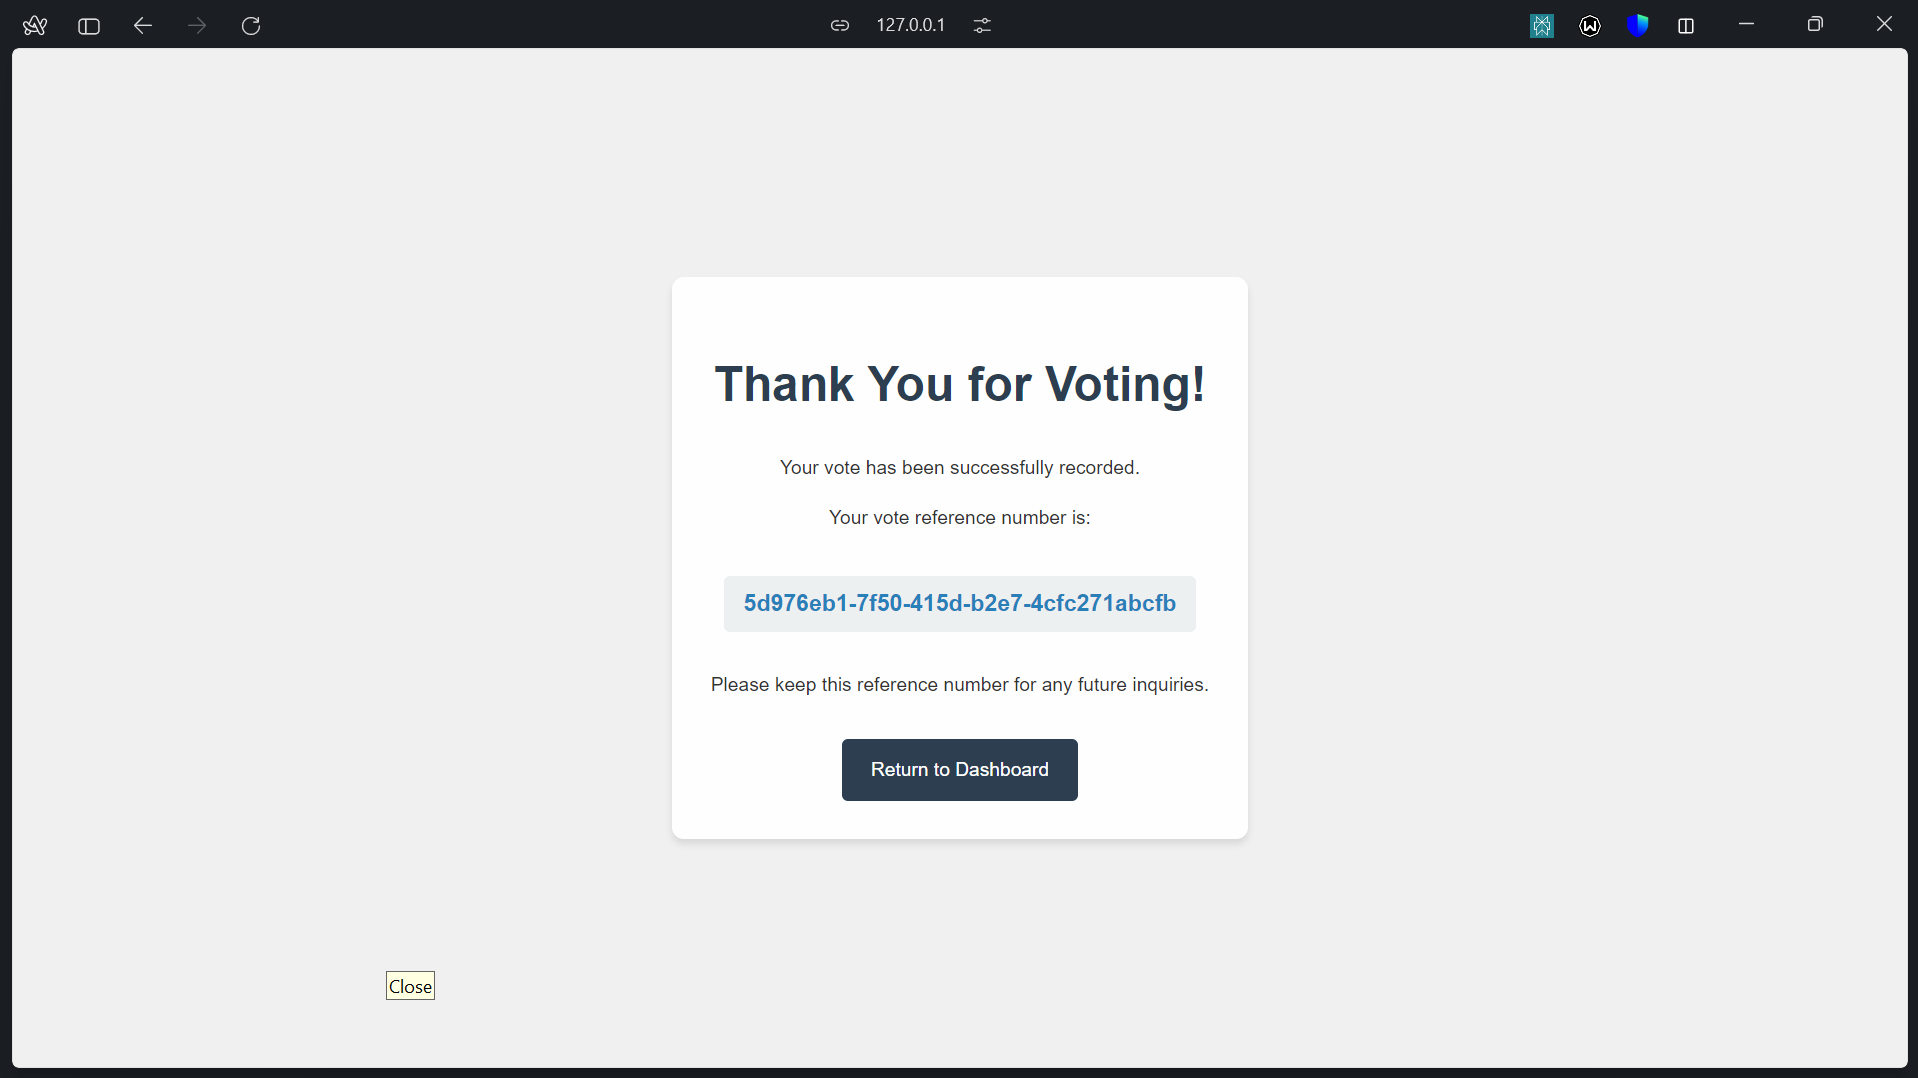 127.0.0.1
Thank You for Voting!
Your vote has been successfully recorded.
Your vote reference number is:
5d976eb1-7f50-415d-b2e7-4cfc271abcfb
Please keep this reference number for any future inquiries.
Return to Dashboard
Close